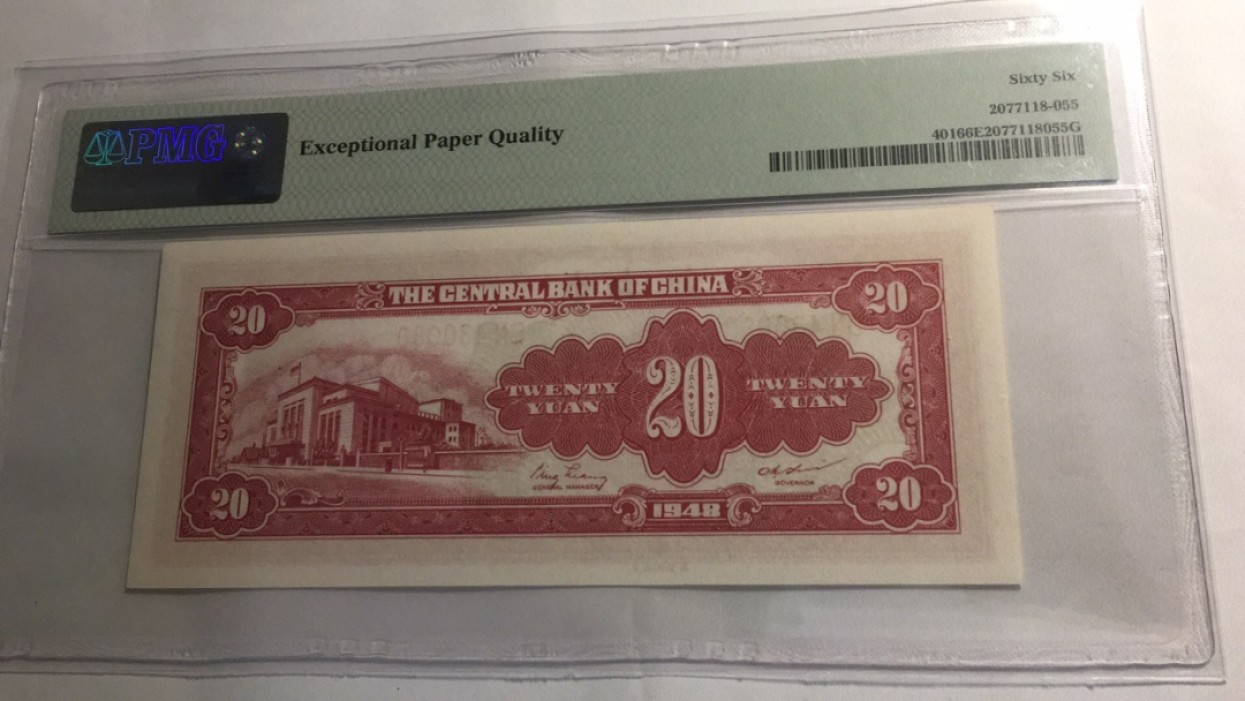 Sixty Six
2077118-055
40166E2077118055G
PMG
Exceptional Paper Quality
THE CENTRAL BANK OF CHINA
20
20
TWENTY
YUAN
20
TWENTY
YUAN
GENERAL MANAGER
GOVERNOR
20
20
1948